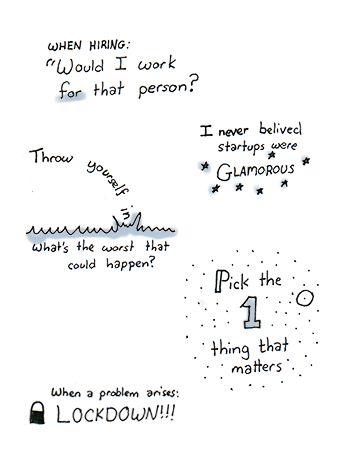 WHEN HIRING:
"Would I work
for that person?
I never belived
startups were
GLAMOROUS
Throw yourself in
What's the worst that
could happen?
Pick the
1
thing that
matters
When a problem arises:
LOCKDOWN!!!